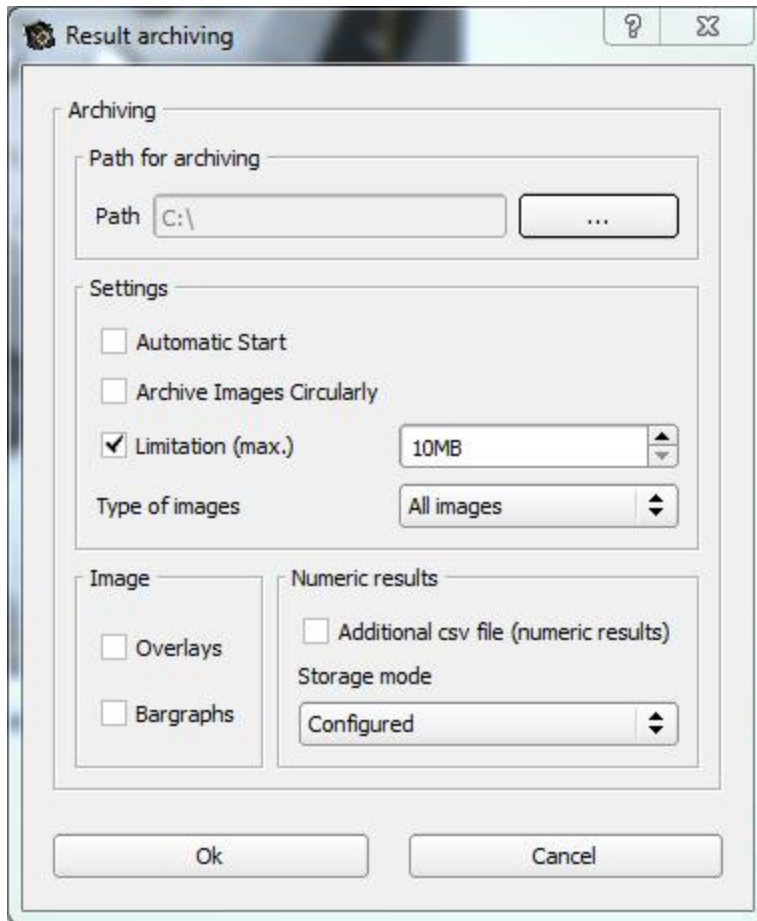 Result archiving
Archiving
Path for archiving
Path C:\ ...
Settings
Automatic Start
Archive Images Circularly
Limitation (max.) 10MB
Type of images All images
Image
Overlays
Bargraphs
Numeric results
Additional csv file (numeric results)
Storage mode
Configured
Ok Cancel